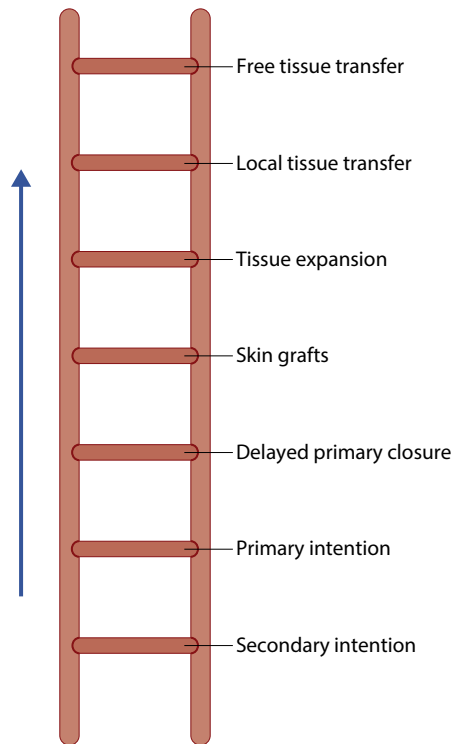 Free tissue transfer
Local tissue transfer
Tissue expansion
Skin grafts
Delayed primary closure
Primary intention
Secondary intention